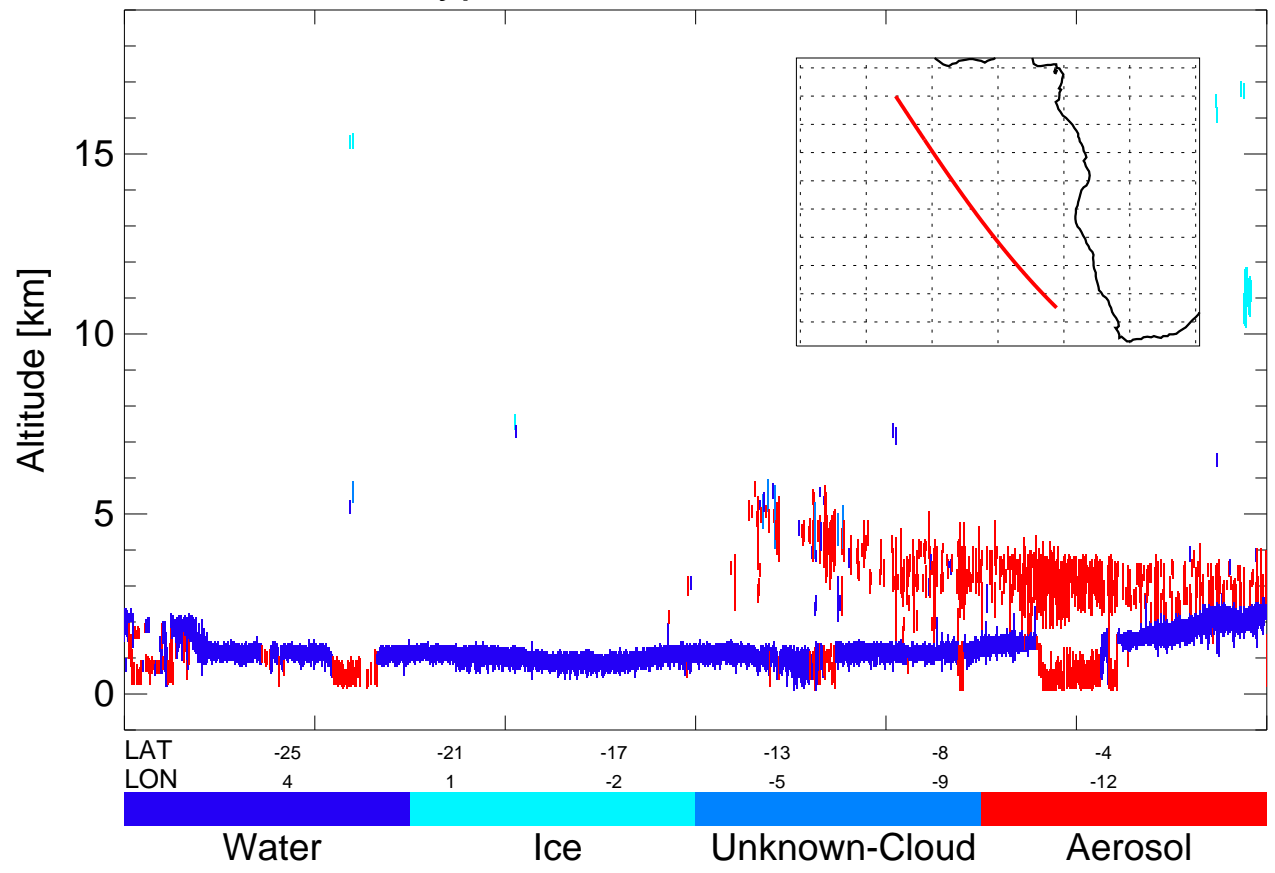 15
10
5
0
Altitude [km]
LAT -25 -21 -17 -13 -8 -4
LON 4 1 -2 -5 -9 -12
Water Ice Unknown-Cloud Aerosol